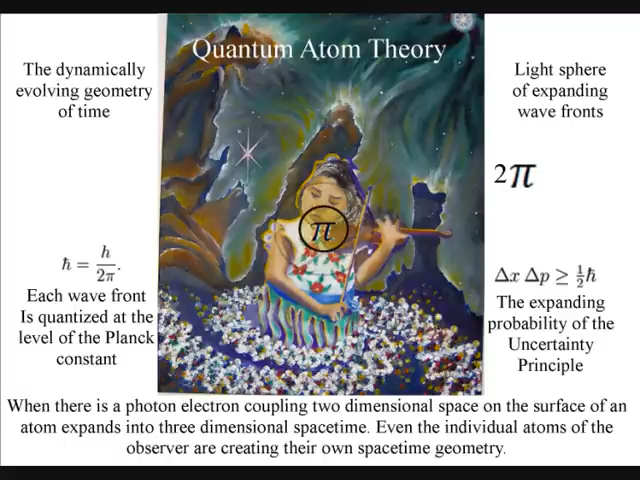 Quantum Atom Theory
The dynamically
evolving geometry
of time
Light sphere
of expanding
wave fronts
2π
π
ħ = h/2π.
Each wave front
Is quantized at the
level of the Planck
constant
Δx Δp ≥ ½ħ
The expanding
probability of the
Uncertainty
Principle
When there is a photon electron coupling two dimensional space on the surface of an
atom expands into three dimensional spacetime. Even the individual atoms of the
observer are creating their own spacetime geometry.